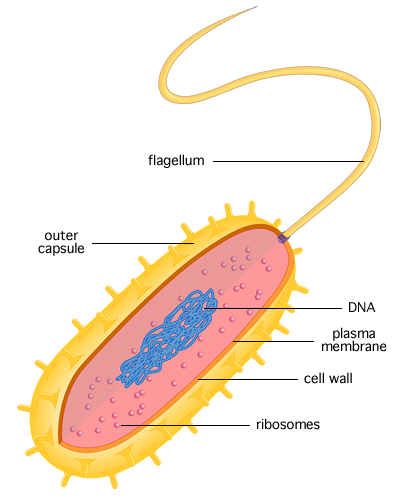 flagellum
outer
capsule
DNA
plasma
membrane
cell wall
ribosomes